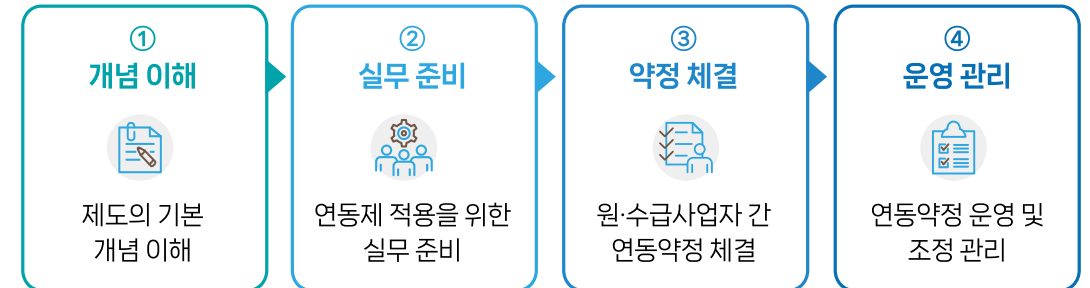 ①
개념 이해
제도의 기본
개념 이해
②
실무 준비
연동제 적용을 위한
실무 준비
③
약정 체결
원·수급사업자 간
연동약정 체결
④
운영 관리
연동약정 운영 및
조정 관리